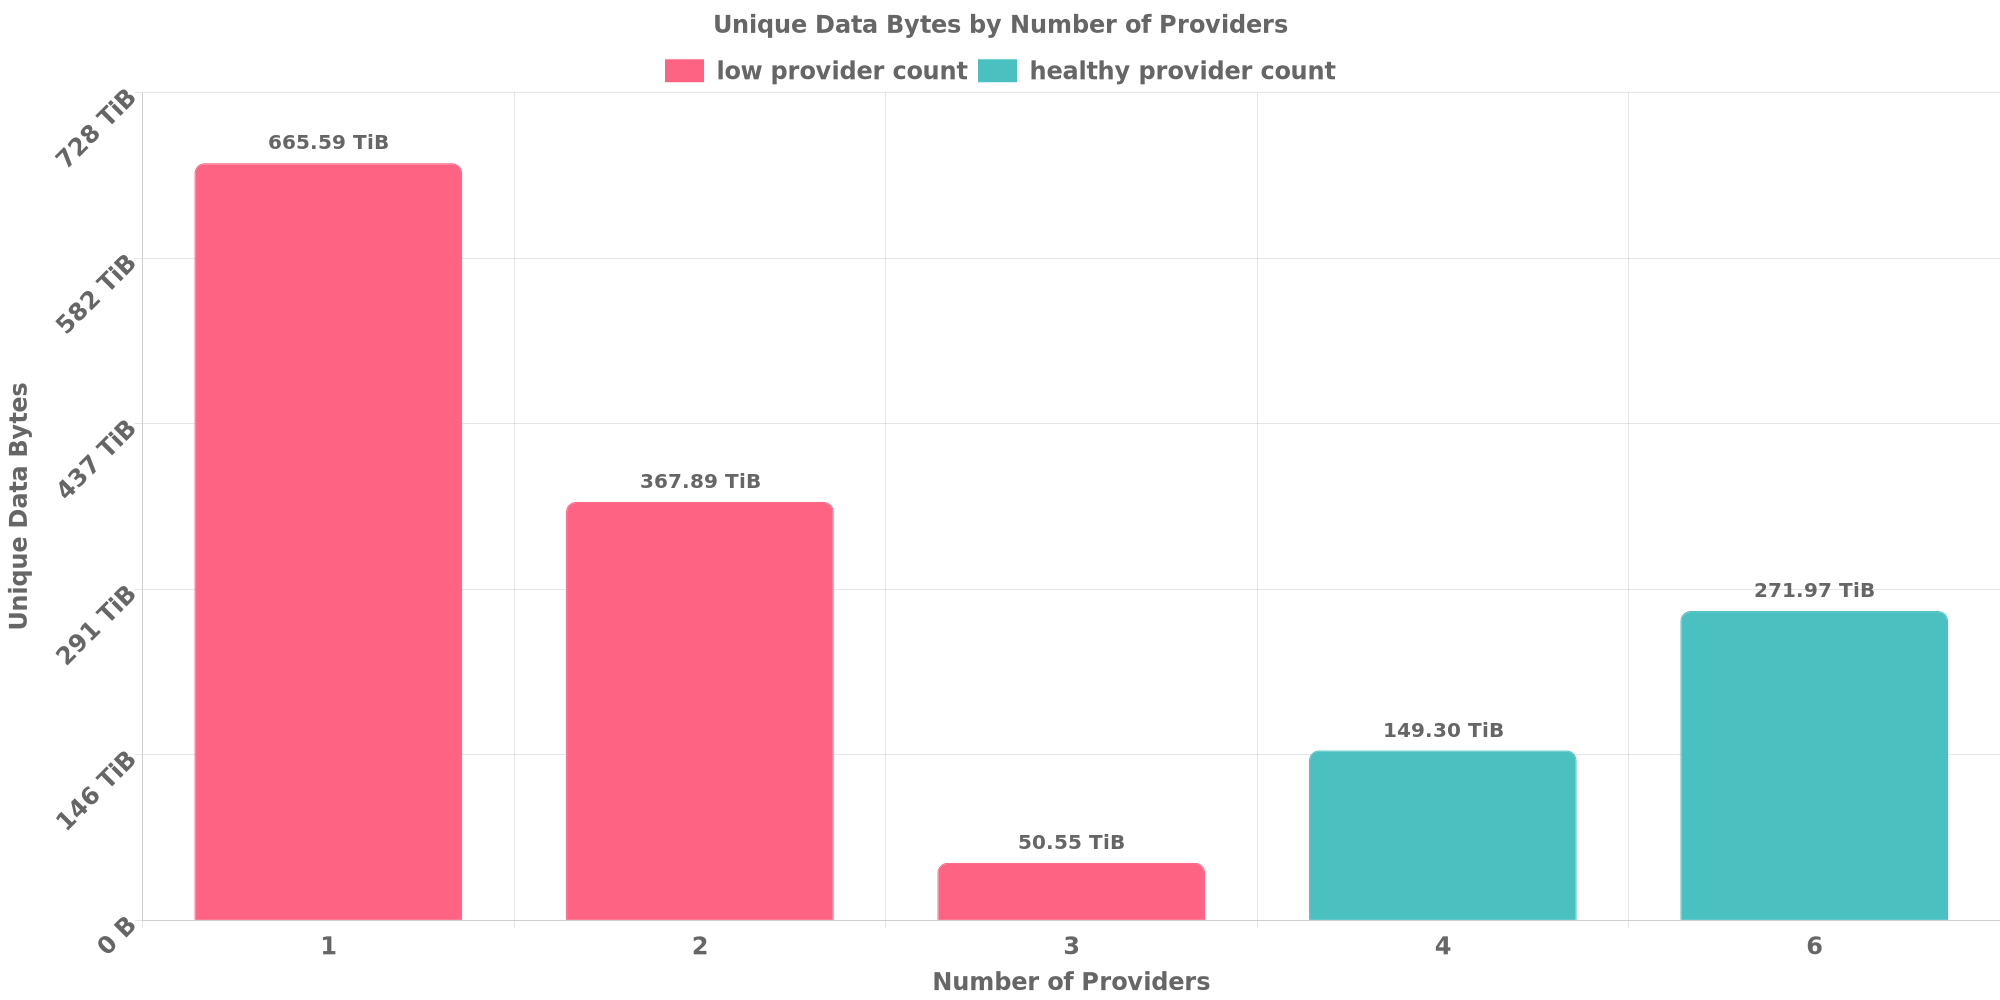 Unique Data Bytes by Number of Providers
low provider count healthy provider count
728 TiB
582 TiB
437 TiB
291 TiB
146 TiB
0 B
Unique Data Bytes
665.59 TiB
367.89 TiB
50.55 TiB
149.30 TiB
271.97 TiB
1 2 3 4 6
Number of Providers